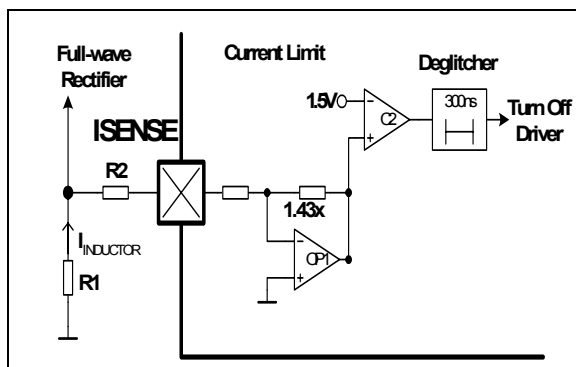 Full-wave
Rectifier
Current Limit
Deglitcher
1.5V
C2
300ns
Turn Off
Driver
ISENSE
R2
1.43x
OP1
I INDUCTOR
R1